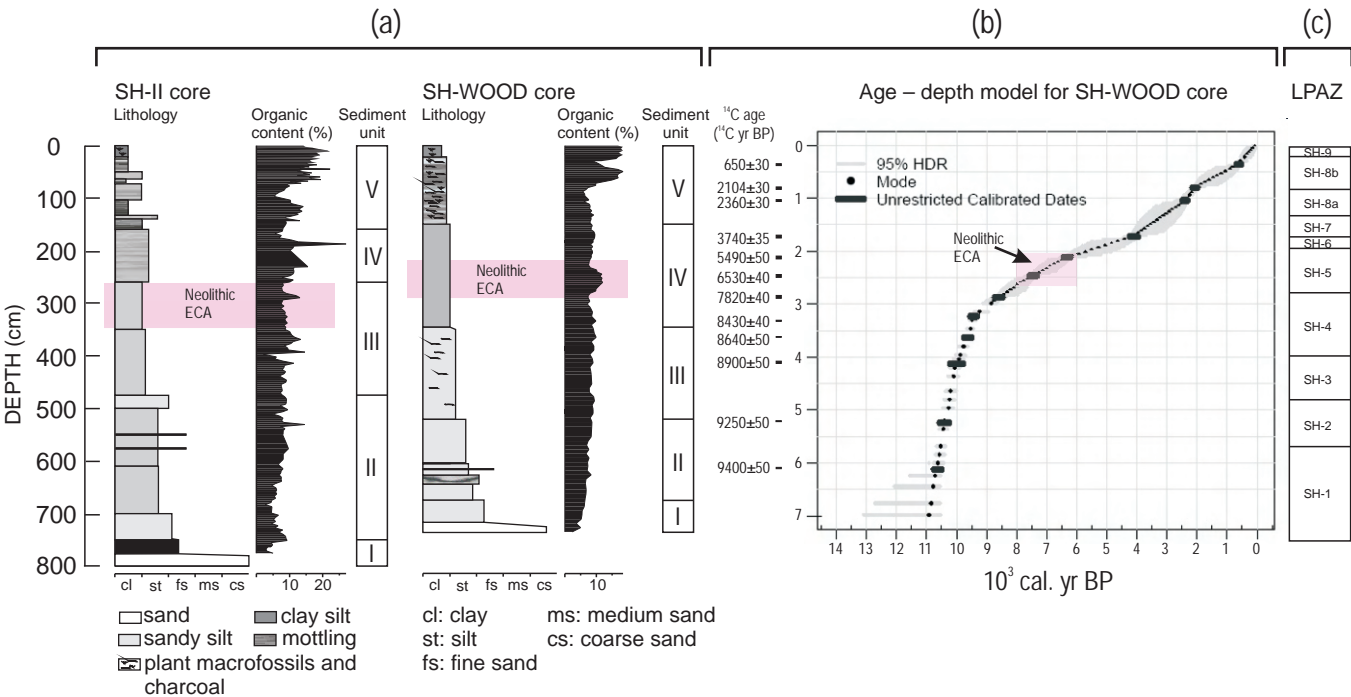 (a)
(b)
(c)
SH-II core
Lithology
Organic
content (%)
Sediment
unit
SH-WOOD core
Lithology
Organic
content (%)
Sediment
unit
Age – depth model for SH-WOOD core
LPAZ
¹⁴C age
(¹⁴C yr BP)
DEPTH (cm)
0
100
200
300
400
500
600
700
800
V
IV
III
II
I
Neolithic
ECA
cl
st
fs
ms
cs
10
20
V
IV
III
II
I
Neolithic
ECA
cl
st
fs
ms
cs
10
650±30
2104±30
2360±30
3740±35
5490±50
6530±40
7820±40
8430±40
8640±50
8900±50
9250±50
9400±50
0
1
2
3
4
5
6
7
95% HDR
Mode
Unrestricted Calibrated Dates
Neolithic
ECA
14 13 12 11 10 9 8 7 6 5 4 3 2 1 0
10³ cal. yr BP
SH-9
SH-8b
SH-8a
SH-7
SH-6
SH-5
SH-4
SH-3
SH-2
SH-1
sand
clay silt
sandy silt
mottling
plant macrofossils and
charcoal
cl: clay
ms: medium sand
st: silt
cs: coarse sand
fs: fine sand